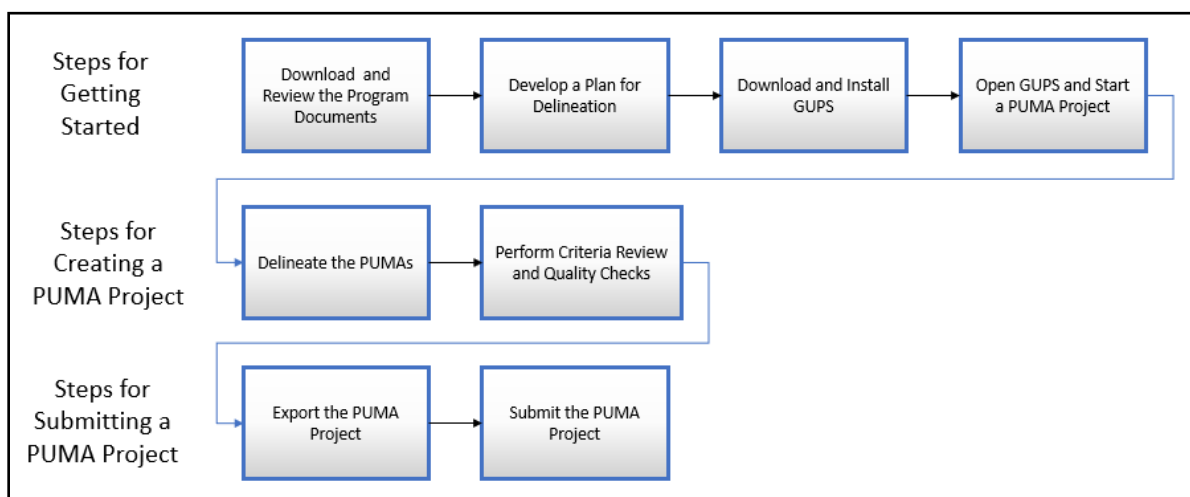 Steps for
Getting
Started
Download and
Review the Program
Documents
Develop a Plan for
Delineation
Download and Install
GUPS
Open GUPS and Start
a PUMA Project
Steps for
Creating a
PUMA Project
Delineate the PUMAs
Perform Criteria Review
and Quality Checks
Steps for
Submitting a
PUMA Project
Export the PUMA
Project
Submit the PUMA
Project